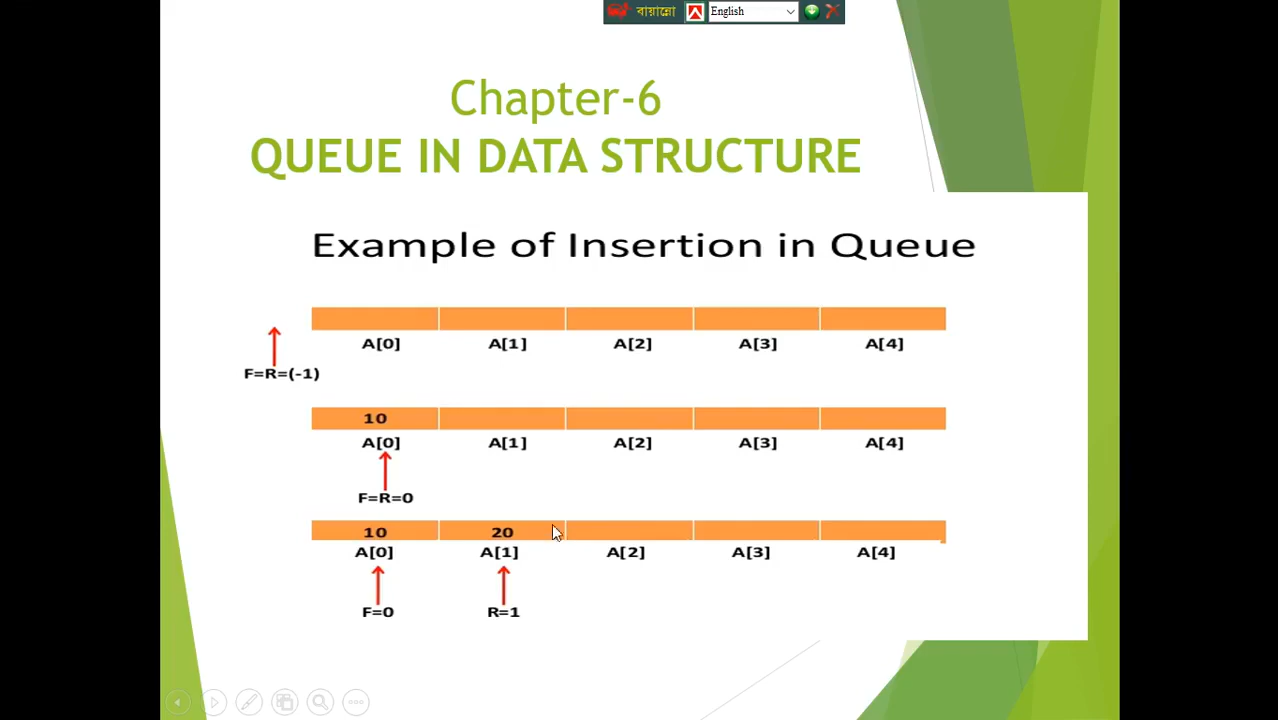 বায়ান্নো English
Chapter-6
QUEUE IN DATA STRUCTURE
Example of Insertion in Queue
A[0] A[1] A[2] A[3] A[4]
F=R=(-1)
10
A[0] A[1] A[2] A[3] A[4]
F=R=0
10 20
A[0] A[1] A[2] A[3] A[4]
F=0 R=1